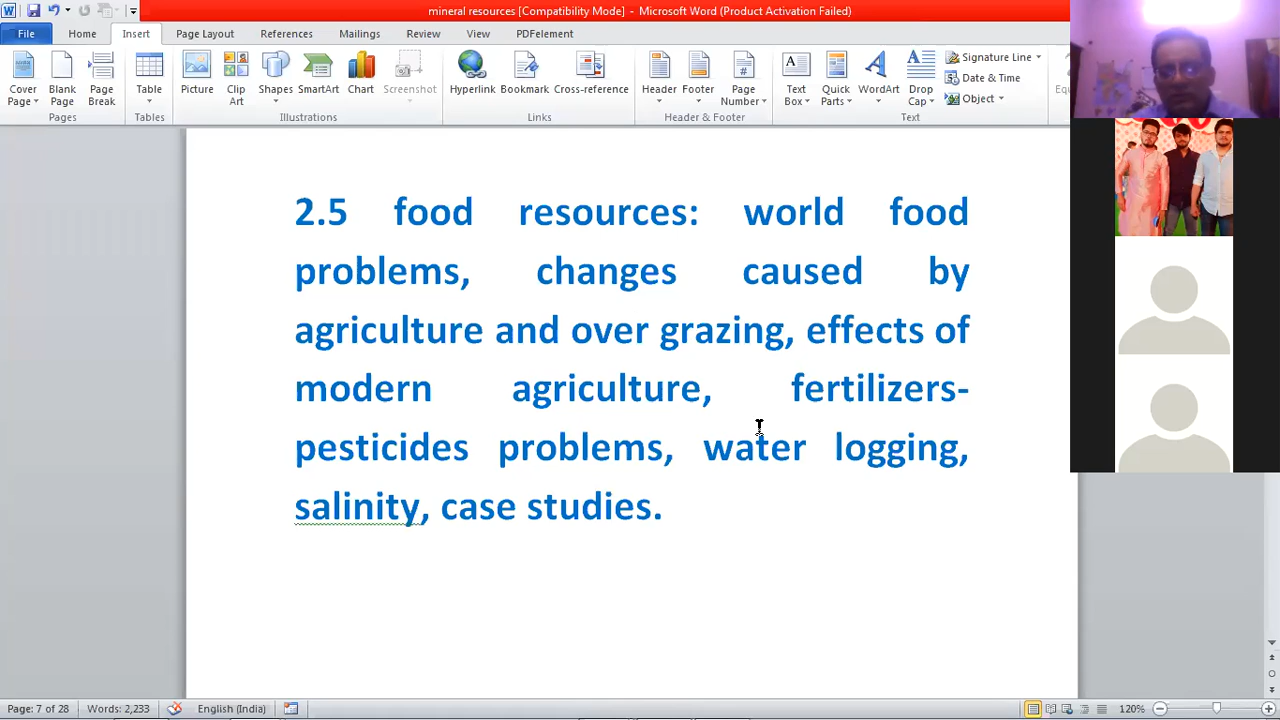 mineral resources [Compatibility Mode] - Microsoft Word (Product Activation Failed)
File Home Insert Page Layout References Mailings Review View PDFelement
Cover Page
Blank Page
Page Break
Table
Picture
Clip Art
Shapes
SmartArt
Chart
Screenshot
Hyperlink
Bookmark
Cross-reference
Header
Footer
Page Number
Text Box
Quick Parts
WordArt
Drop Cap
Signature Line
Date & Time
Object
Pages Tables Illustrations Links Header & Footer Text
2.5 food resources: world food
problems, changes caused by
agriculture and over grazing, effects of
modern agriculture, fertilizers-
pesticides problems, water logging,
salinity, case studies.
Page: 7 of 28 Words: 2,233 English (India) 120%